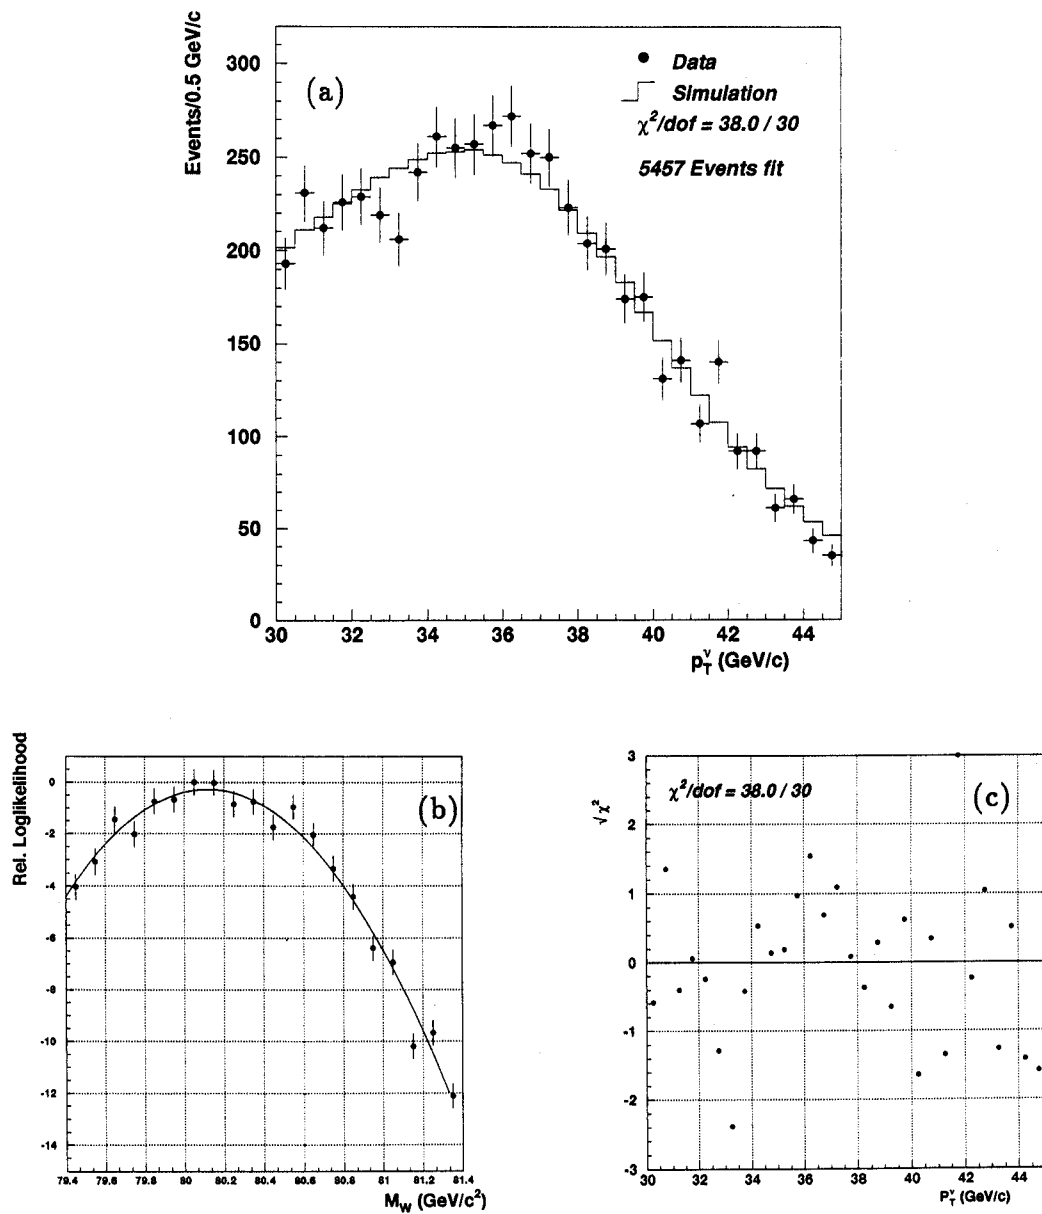 Events/0.5 GeV/c
300
250
200
150
100
50
0
(a)
Data
Simulation
χ²/dof = 38.0 / 30
5457 Events fit
30 32 34 36 38 40 42 44
p_T^ν (GeV/c)
Rel. Loglikelihood
0
-2
-4
-6
-8
-10
-12
-14
(b)
79.4 79.6 79.8 80 80.2 80.4 80.6 80.8 81 81.2 81.4
M_W (GeV/c²)
√χ²
3
2
1
0
-1
-2
-3
χ²/dof = 38.0 / 30
(c)
30 32 34 36 38 40 42 44
P_T^ν (GeV/c)